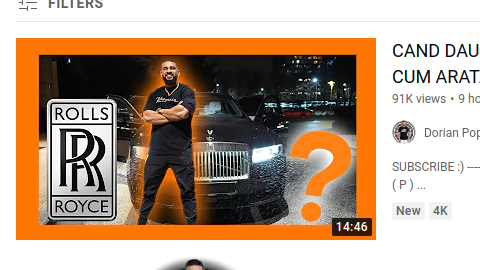 FILTERS
ROLLS
RR
ROYCE
?
14:46
CAND DAU
CUM ARAT
91K views • 9 ho
Dorian Pop
SUBSCRIBE :) ----
( P ) ...
New 4K